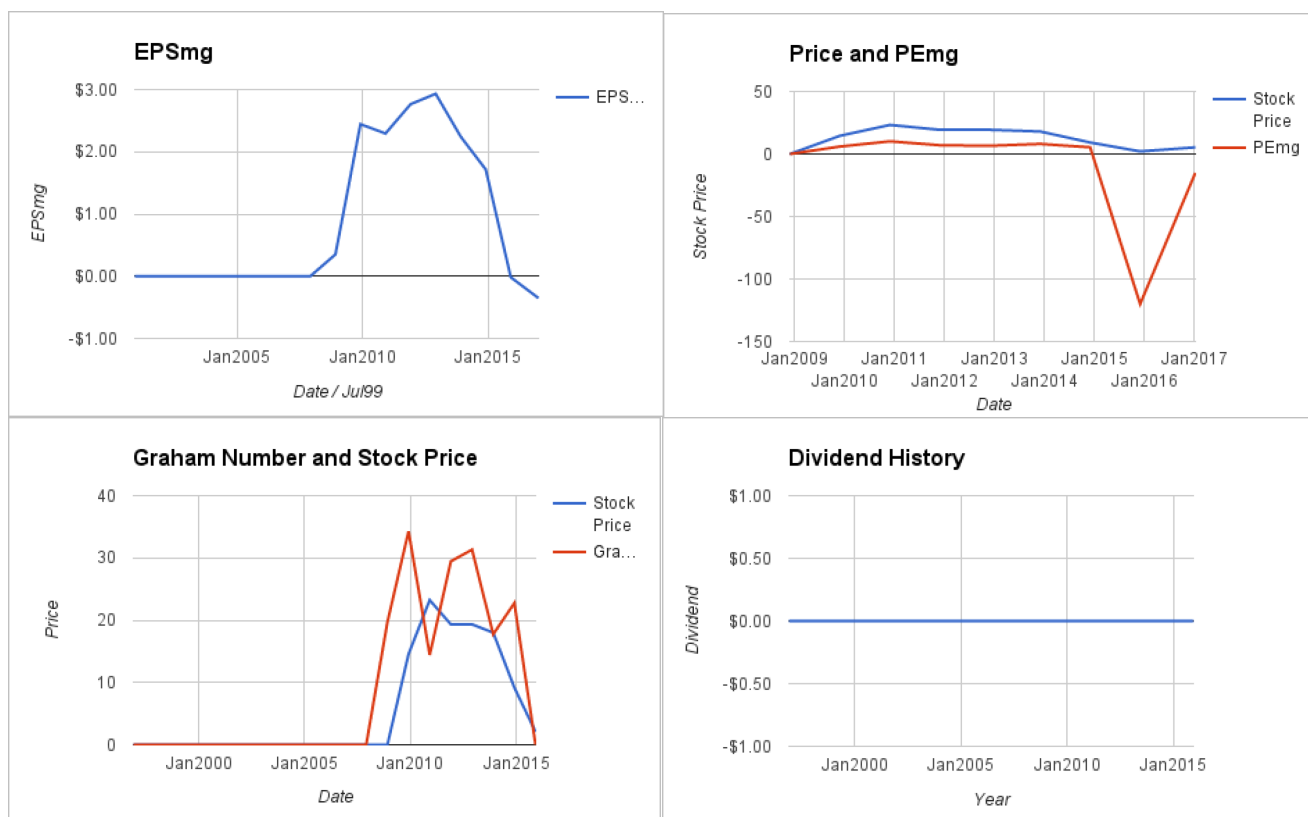 EPSmg
$3.00
$2.00
$1.00
$0.00
-$1.00
EPSmg
Jan2005 Jan2010 Jan2015
Date / Jul99
EPS…
Price and PEmg
50
0
-50
-100
-150
Stock Price
Jan2009 Jan2011 Jan2013 Jan2015 Jan2017
Jan2010 Jan2012 Jan2014 Jan2016
Date
Stock
Price
PEmg
Graham Number and Stock Price
40
30
20
10
0
Price
Jan2000 Jan2005 Jan2010 Jan2015
Date
Stock
Price
Gra…
Dividend History
$1.00
$0.50
$0.00
-$0.50
-$1.00
Dividend
Jan2000 Jan2005 Jan2010 Jan2015
Year